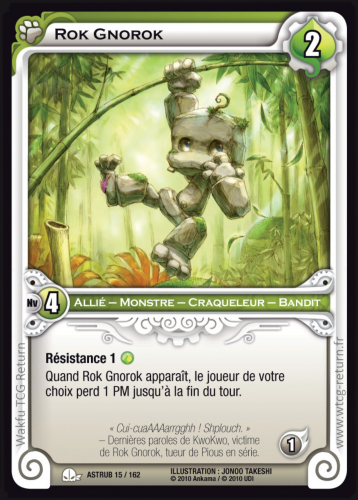 Rok Gnorok
2
Nv 4
Allié – Monstre – Craqueleur – Bandit
Résistance 1
Quand Rok Gnorok apparaît, le joueur de votre
choix perd 1 PM jusqu'à la fin du tour.
« Cui-cuaAAAarrgghh ! Shplouch. »
– Dernières paroles de KwoKwo, victime
de Rok Gnorok, tueur de Pious en série.
1
ASTRUB 15 / 162
ILLUSTRATION : JONOO TAKESHI
© 2010 Ankama / © 2010 UDI
Wakfu TCG Return
www.wtcg-return.fr